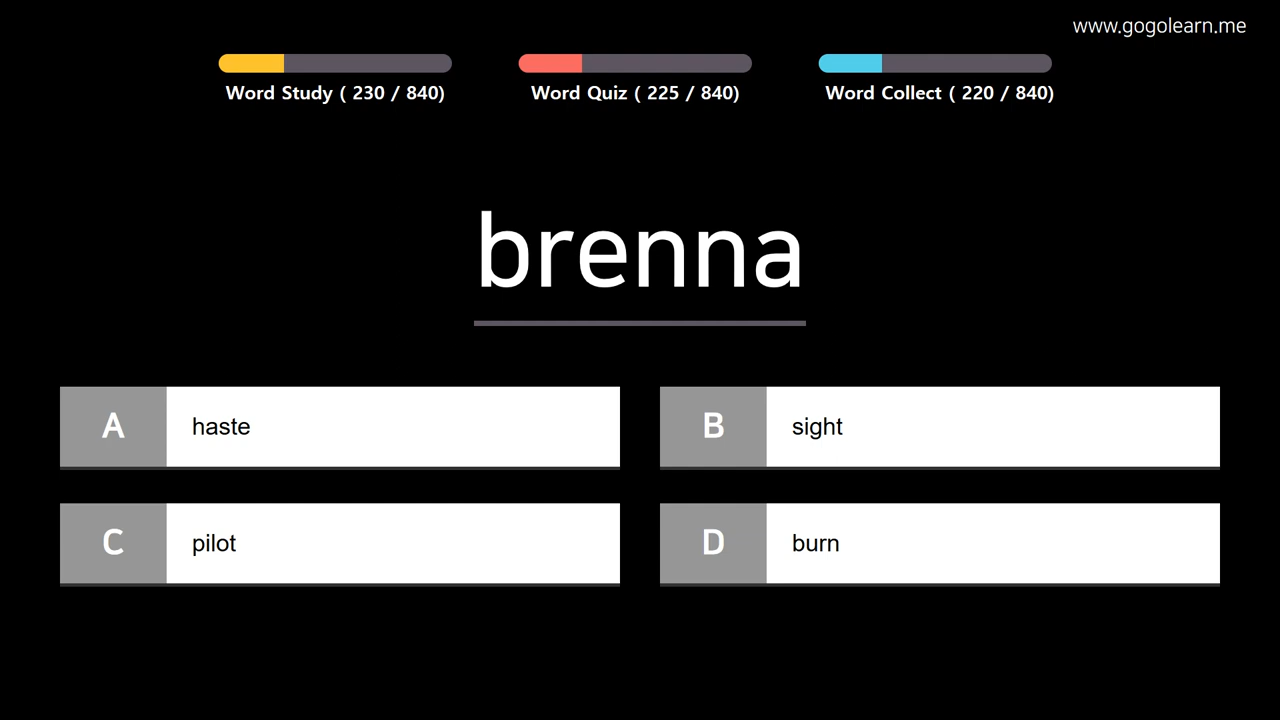 www.gogolearn.me
Word Study ( 230 / 840)
Word Quiz ( 225 / 840)
Word Collect ( 220 / 840)
brenna
A haste
B sight
C pilot
D burn